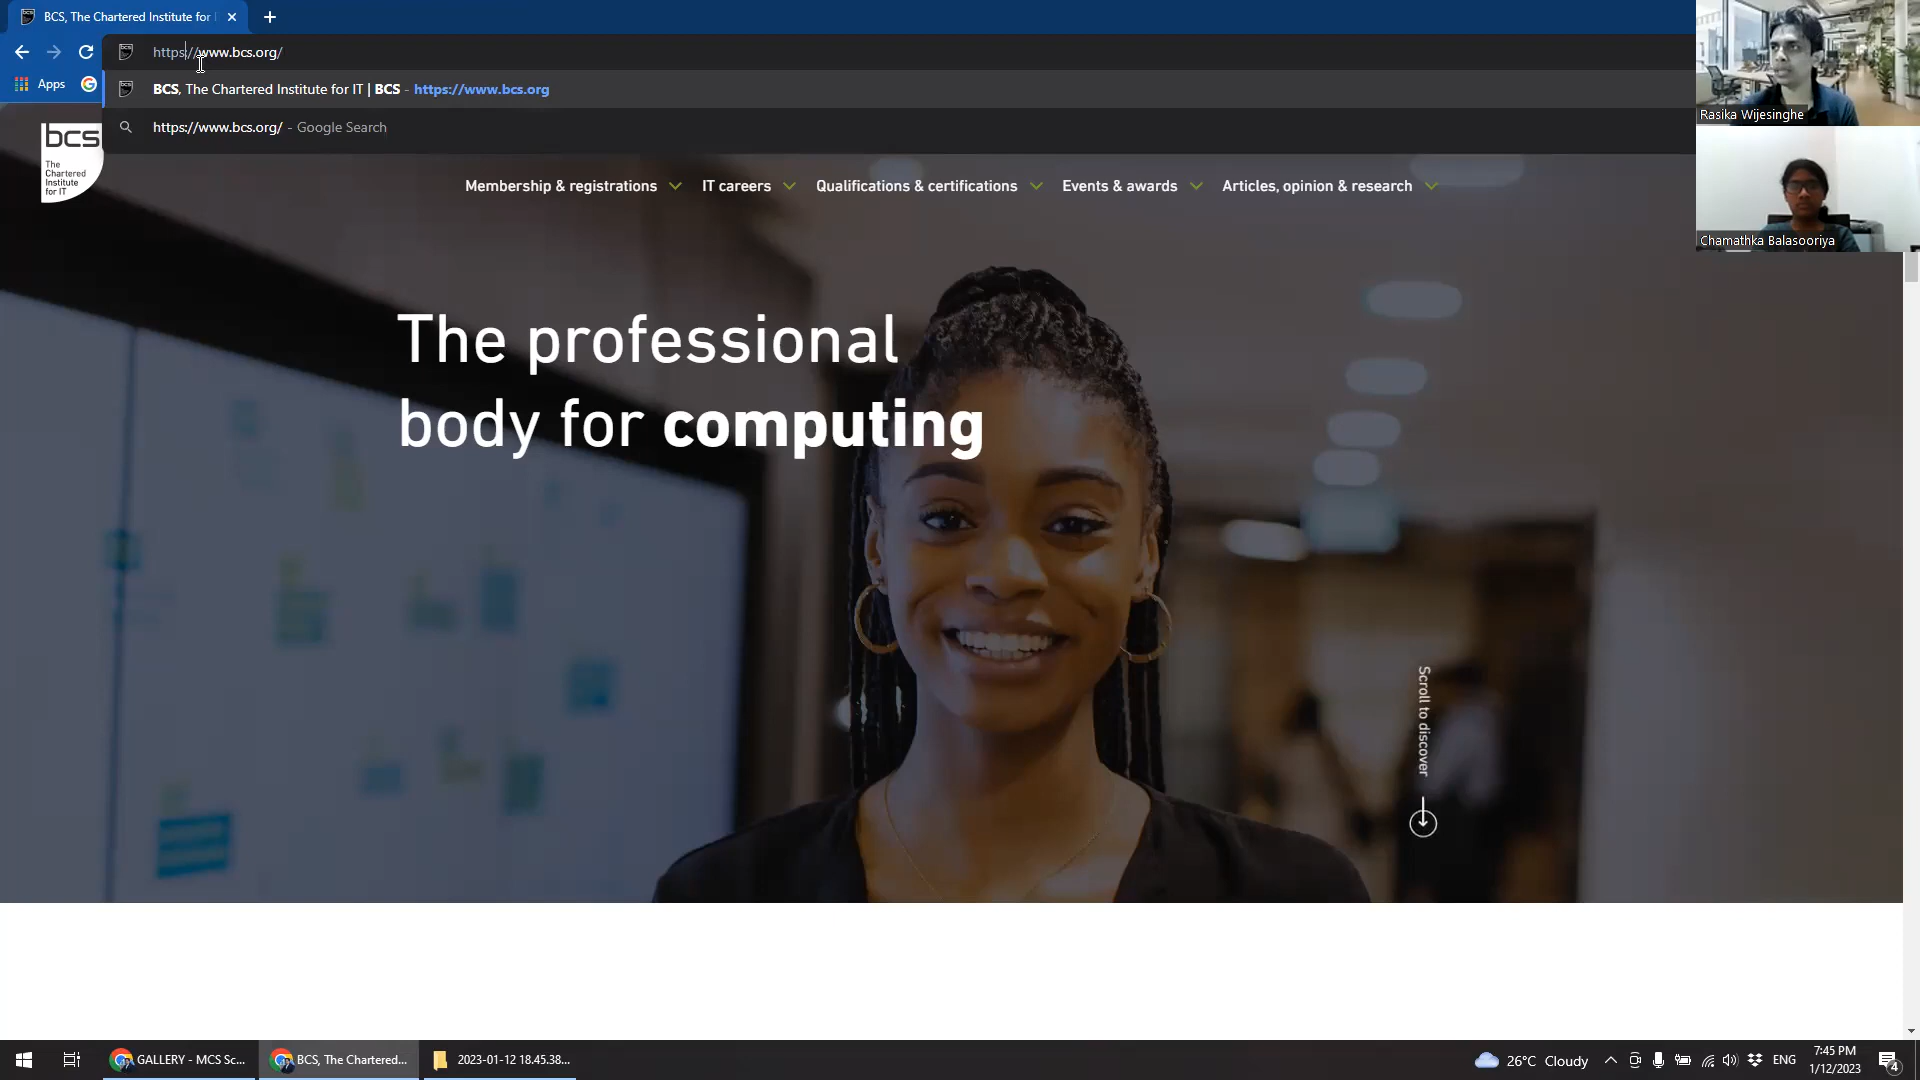 BCS, The Chartered Institute for
https://www.bcs.org/
Apps
BCS, The Chartered Institute for IT | BCS - https://www.bcs.org
https://www.bcs.org/ - Google Search
bcs
The
Chartered
Institute
for IT
Membership & registrations
IT careers
Qualifications & certifications
Events & awards
Articles, opinion & research
Rasika Wijesinghe
Chamathka Balasooriya
The professional
body for computing
Scroll to discover
GALLERY - MCS Sc...
BCS, The Chartered...
2023-01-12 18.45.38...
26°C Cloudy
ENG
7:45 PM
1/12/2023
4